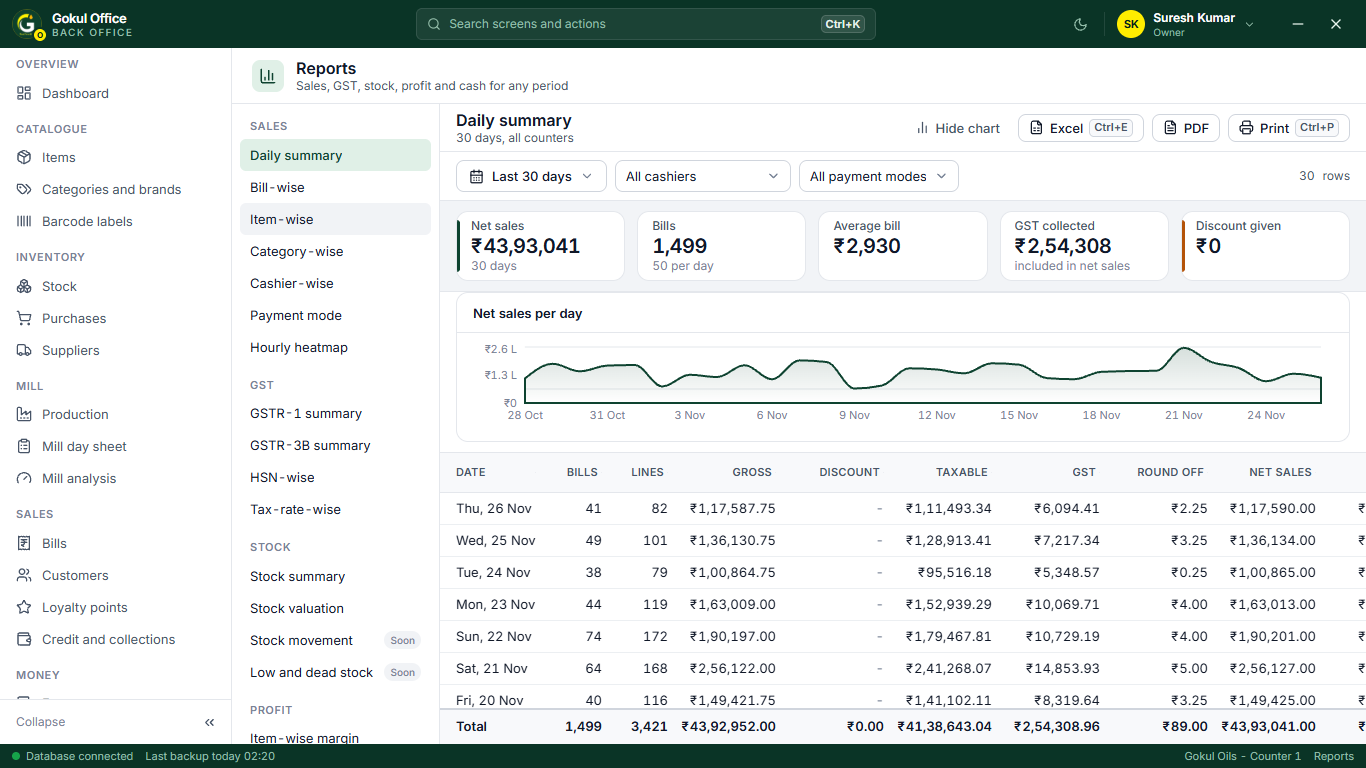 Gokul Office
BACK OFFICE
Search screens and actions
Ctrl+K
SK
Suresh Kumar
Owner
OVERVIEW
Dashboard
CATALOGUE
Items
Categories and brands
Barcode labels
INVENTORY
Stock
Purchases
Suppliers
MILL
Production
Mill day sheet
Mill analysis
SALES
Bills
Customers
Loyalty points
Credit and collections
MONEY
Collapse
Reports
Sales, GST, stock, profit and cash for any period
SALES
Daily summary
Bill-wise
Item-wise
Category-wise
Cashier-wise
Payment mode
Hourly heatmap
GST
GSTR-1 summary
GSTR-3B summary
HSN-wise
Tax-rate-wise
STOCK
Stock summary
Stock valuation
Stock movement Soon
Low and dead stock Soon
PROFIT
Item-wise margin
Daily summary
30 days, all counters
Hide chart
Excel Ctrl+E
PDF
Print Ctrl+P
Last 30 days
All cashiers
All payment modes
30 rows
Net sales
₹43,93,041
30 days
Bills
1,499
50 per day
Average bill
₹2,930
GST collected
₹2,54,308
included in net sales
Discount given
₹0
Net sales per day
₹2.6 L
₹1.3 L
₹0
28 Oct 31 Oct 3 Nov 6 Nov 9 Nov 12 Nov 15 Nov 18 Nov 21 Nov 24 Nov
DATE BILLS LINES GROSS DISCOUNT TAXABLE GST ROUND OFF NET SALES
Thu, 26 Nov 41 82 ₹1,17,587.75 - ₹1,11,493.34 ₹6,094.41 ₹2.25 ₹1,17,590.00 ₹
Wed, 25 Nov 49 101 ₹1,36,130.75 - ₹1,28,913.41 ₹7,217.34 ₹3.25 ₹1,36,134.00 ₹
Tue, 24 Nov 38 79 ₹1,00,864.75 - ₹95,516.18 ₹5,348.57 ₹0.25 ₹1,00,865.00 ₹
Mon, 23 Nov 44 119 ₹1,63,009.00 - ₹1,52,939.29 ₹10,069.71 ₹4.00 ₹1,63,013.00 ₹
Sun, 22 Nov 74 172 ₹1,90,197.00 - ₹1,79,467.81 ₹10,729.19 ₹4.00 ₹1,90,201.00 ₹
Sat, 21 Nov 64 168 ₹2,56,122.00 - ₹2,41,268.07 ₹14,853.93 ₹5.00 ₹2,56,127.00 ₹
Fri, 20 Nov 40 116 ₹1,49,421.75 - ₹1,41,102.11 ₹8,319.64 ₹3.25 ₹1,49,425.00 ₹
Total 1,499 3,421 ₹43,92,952.00 ₹0.00 ₹41,38,643.04 ₹2,54,308.96 ₹89.00 ₹43,93,041.00 ₹
Database connected
Last backup today 02:20
Gokul Oils - Counter 1
Reports